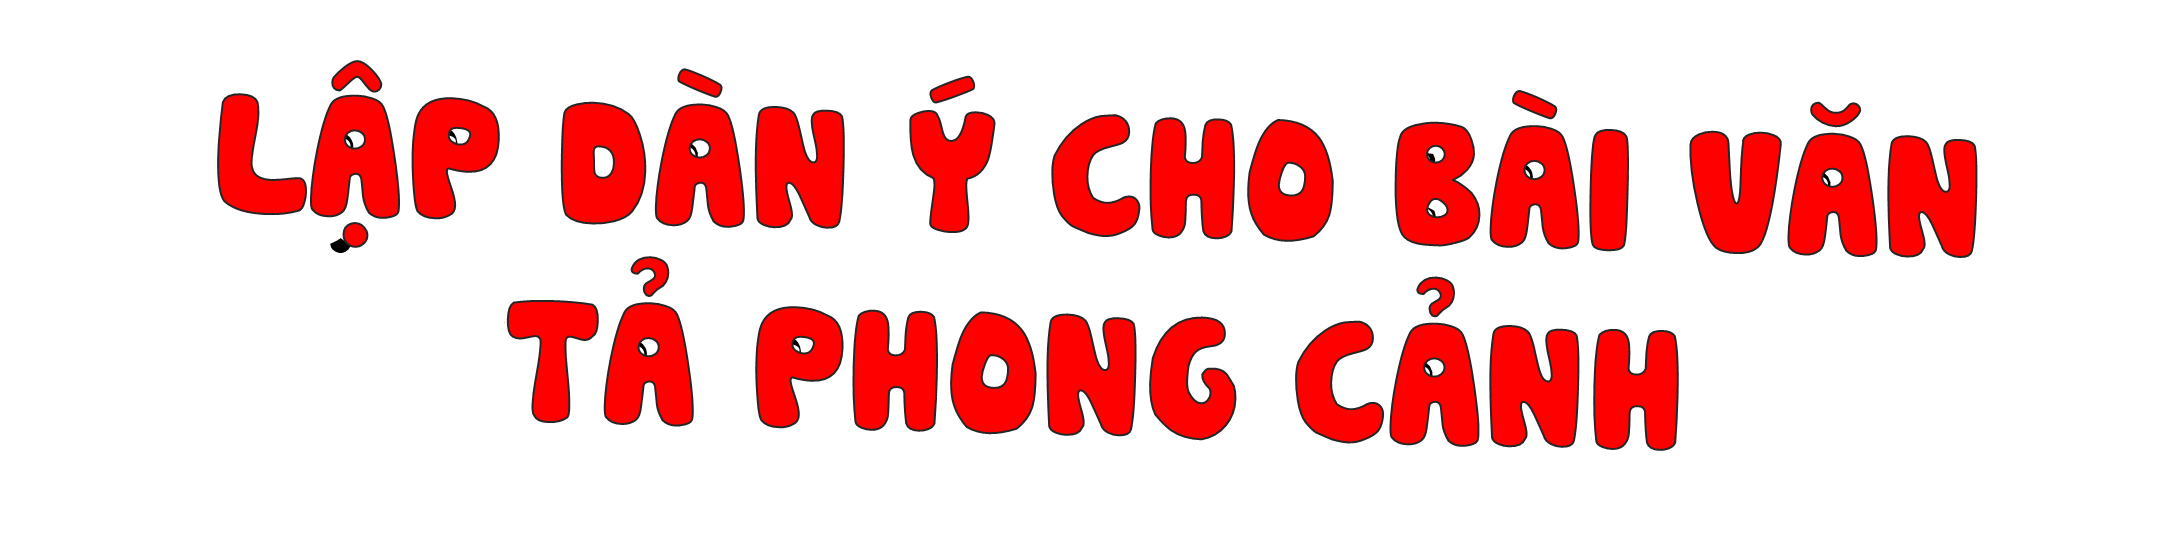 LẬP DÀN Ý CHO BÀI VĂN
TẢ PHONG CẢNH